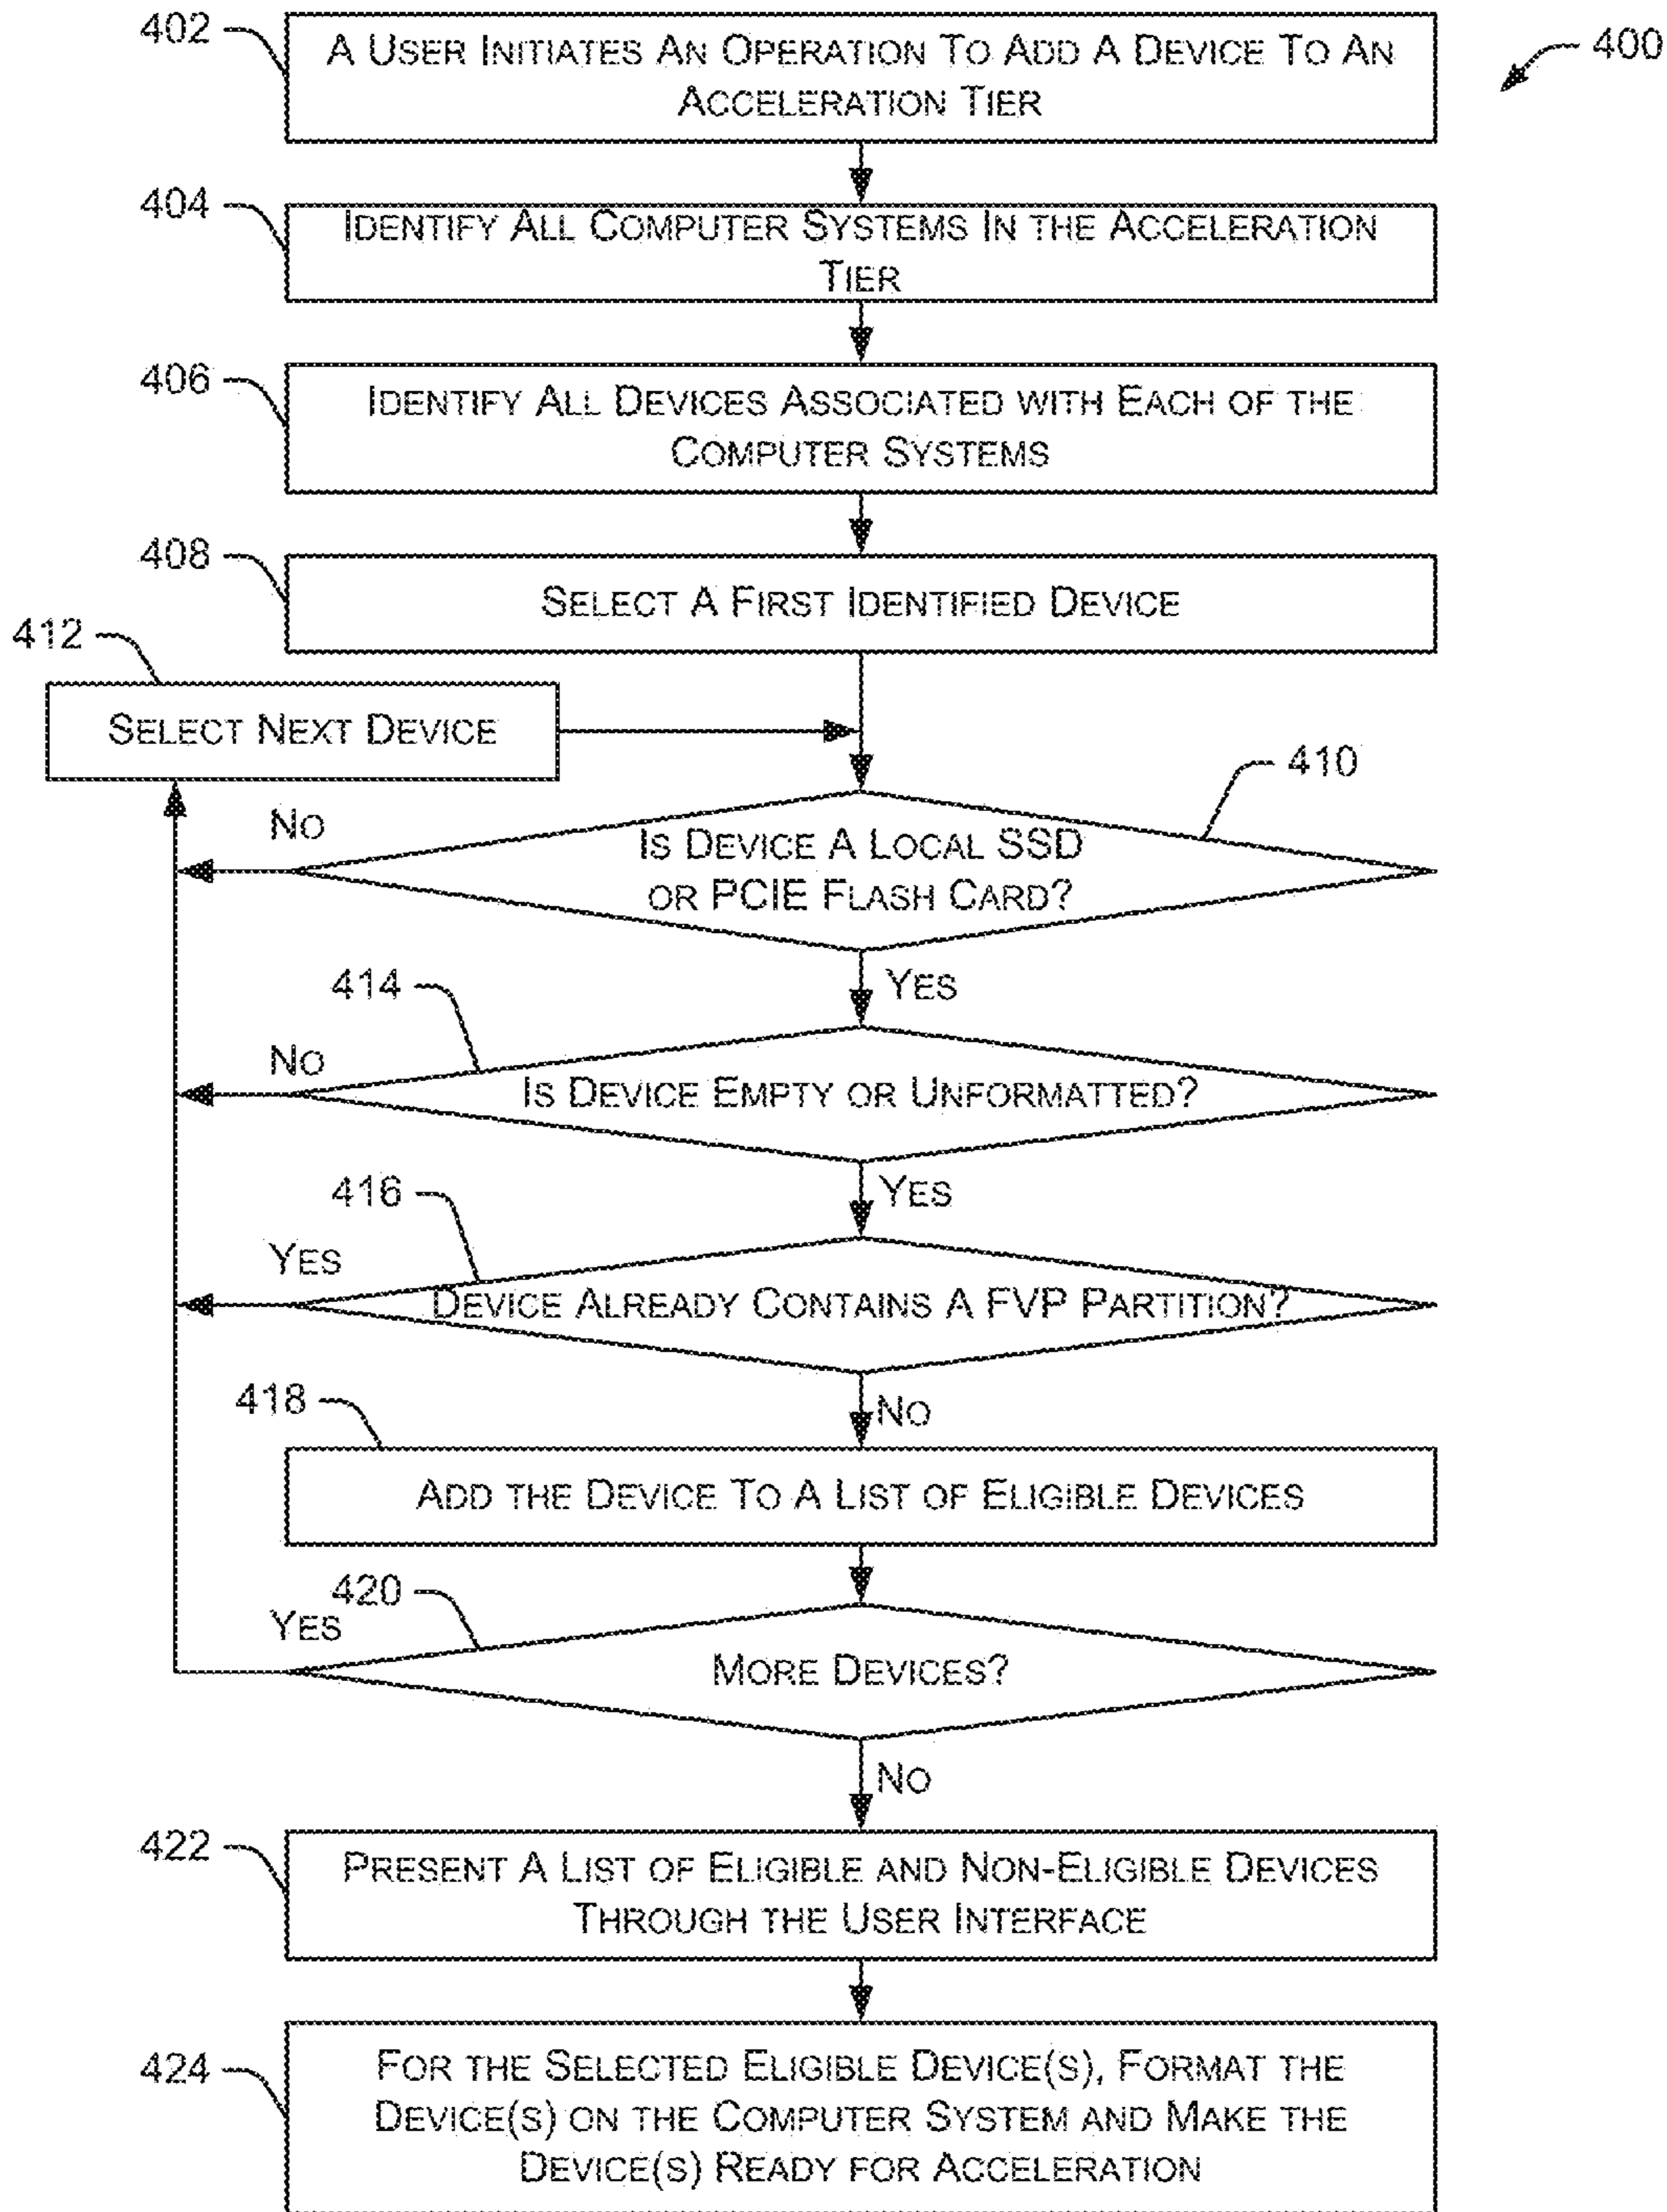 402
A USER INITIATES AN OPERATION TO ADD A DEVICE TO AN
ACCELERATION TIER
400
404
IDENTIFY ALL COMPUTER SYSTEMS IN THE ACCELERATION
TIER
406
IDENTIFY ALL DEVICES ASSOCIATED WITH EACH OF THE
COMPUTER SYSTEMS
408
SELECT A FIRST IDENTIFIED DEVICE
412
SELECT NEXT DEVICE
410
NO
IS DEVICE A LOCAL SSD
OR PCIE FLASH CARD?
YES
414
NO
IS DEVICE EMPTY OR UNFORMATTED?
YES
416
YES
DEVICE ALREADY CONTAINS A FVP PARTITION?
NO
418
ADD THE DEVICE TO A LIST OF ELIGIBLE DEVICES
420
YES
MORE DEVICES?
NO
422
PRESENT A LIST OF ELIGIBLE AND NON-ELIGIBLE DEVICES
THROUGH THE USER INTERFACE
424
FOR THE SELECTED ELIGIBLE DEVICE(S), FORMAT THE
DEVICE(S) ON THE COMPUTER SYSTEM AND MAKE THE
DEVICE(S) READY FOR ACCELERATION